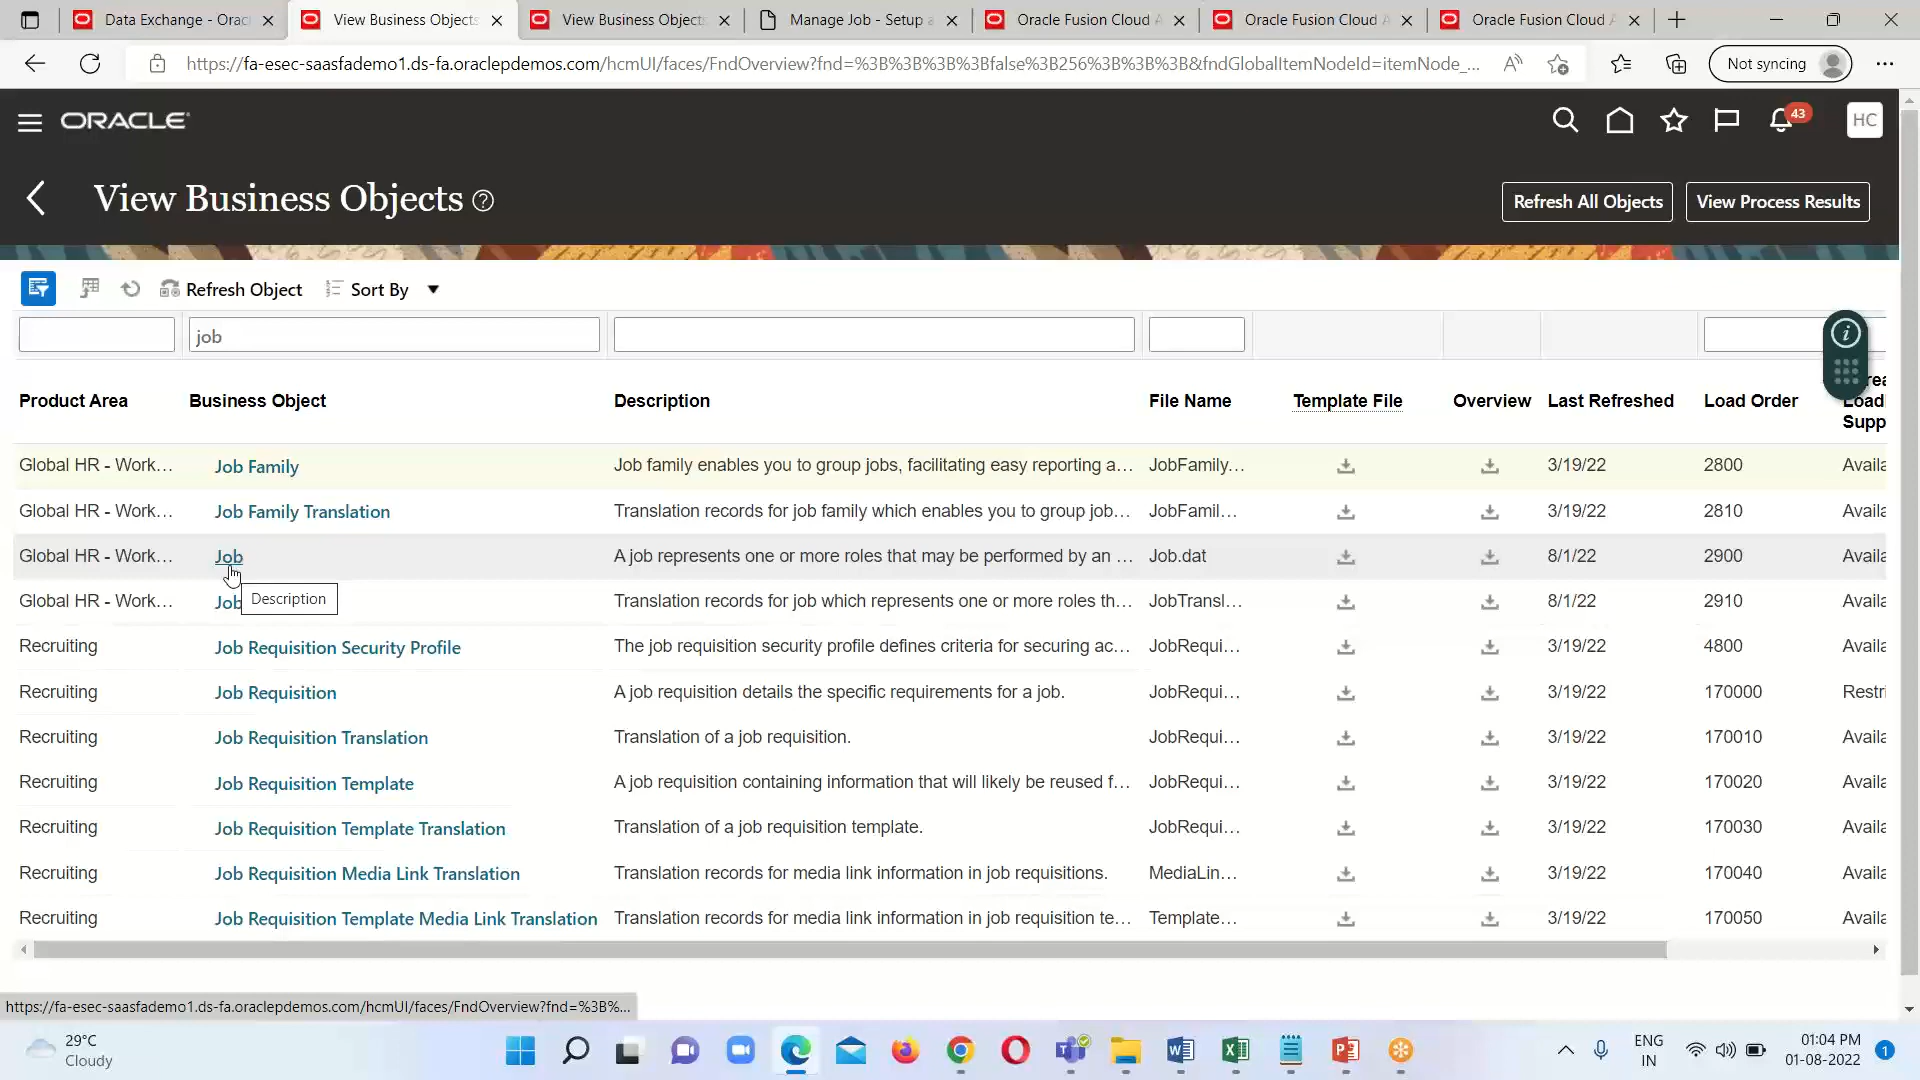 Data Exchange - Orac
View Business Objects
View Business Objects
Manage Job - Setup a
Oracle Fusion Cloud A
Oracle Fusion Cloud A
Oracle Fusion Cloud A
https://fa-esec-saasfademo1.ds-fa.oraclepdemos.com/hcmUI/faces/FndOverview?fnd=%3B%3B%3B%3Bfalse%3B256%3B%3B%3B&fndGlobalItemNodeId=itemNode_...
Not syncing
ORACLE
43
HC
View Business Objects
Refresh All Objects
View Process Results
Refresh Object
Sort By
job
Product Area Business Object Description File Name Template File Overview Last Refreshed Load Order
Load
Supp
Global HR - Work... Job Family Job family enables you to group jobs, facilitating easy reporting a... JobFamily... 3/19/22 2800 Availa
Global HR - Work... Job Family Translation Translation records for job family which enables you to group job... JobFamil... 3/19/22 2810 Availa
Global HR - Work... Job A job represents one or more roles that may be performed by an ... Job.dat 8/1/22 2900 Availa
Description
Global HR - Work... Job Translation records for job which represents one or more roles th... JobTransl... 8/1/22 2910 Availa
Recruiting Job Requisition Security Profile The job requisition security profile defines criteria for securing ac... JobRequi... 3/19/22 4800 Availa
Recruiting Job Requisition A job requisition details the specific requirements for a job. JobRequi... 3/19/22 170000 Restri
Recruiting Job Requisition Translation Translation of a job requisition. JobRequi... 3/19/22 170010 Availa
Recruiting Job Requisition Template A job requisition containing information that will likely be reused f... JobRequi... 3/19/22 170020 Availa
Recruiting Job Requisition Template Translation Translation of a job requisition template. JobRequi... 3/19/22 170030 Availa
Recruiting Job Requisition Media Link Translation Translation records for media link information in job requisitions. MediaLin... 3/19/22 170040 Availa
Recruiting Job Requisition Template Media Link Translation Translation records for media link information in job requisition te... Template... 3/19/22 170050 Availa
https://fa-esec-saasfademo1.ds-fa.oraclepdemos.com/hcmUI/faces/FndOverview?fnd=%3B%...
29°C
Cloudy
ENG
IN
01:04 PM
01-08-2022
1